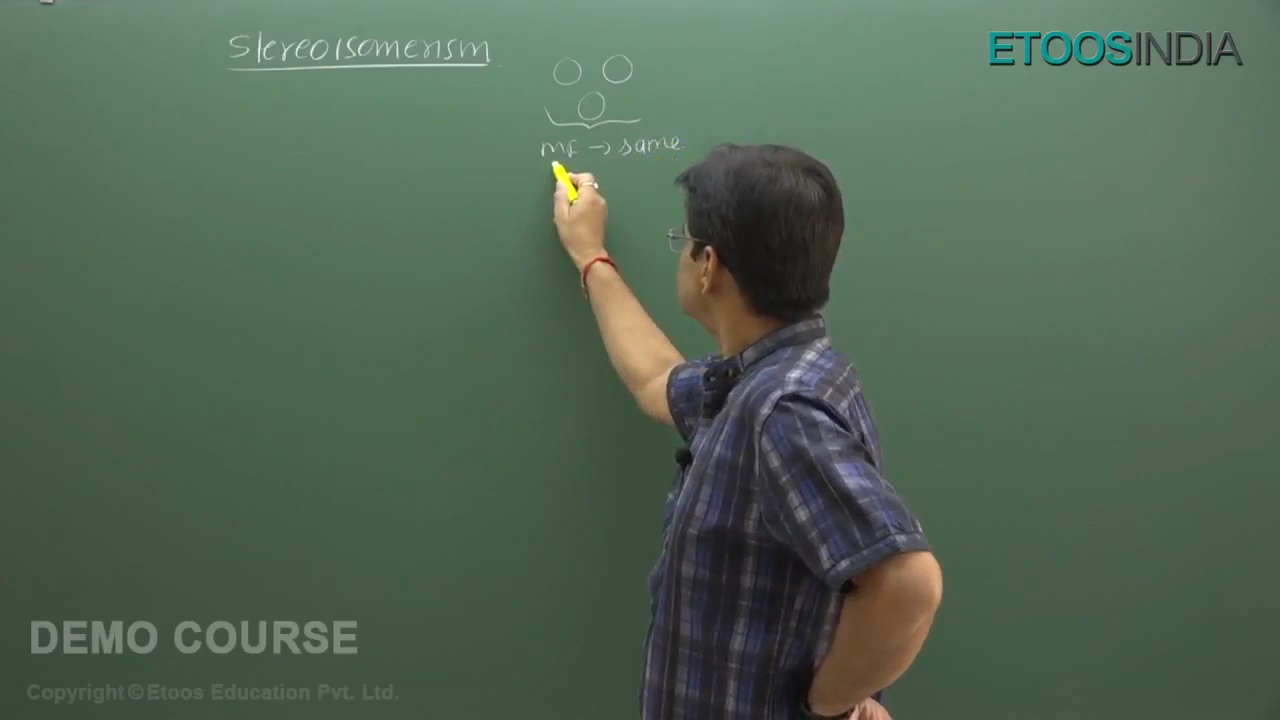 Stereoisomerism
ETOOSINDIA
MF → same
DEMO COURSE
Copyright©Etoos Education Pvt. Ltd.